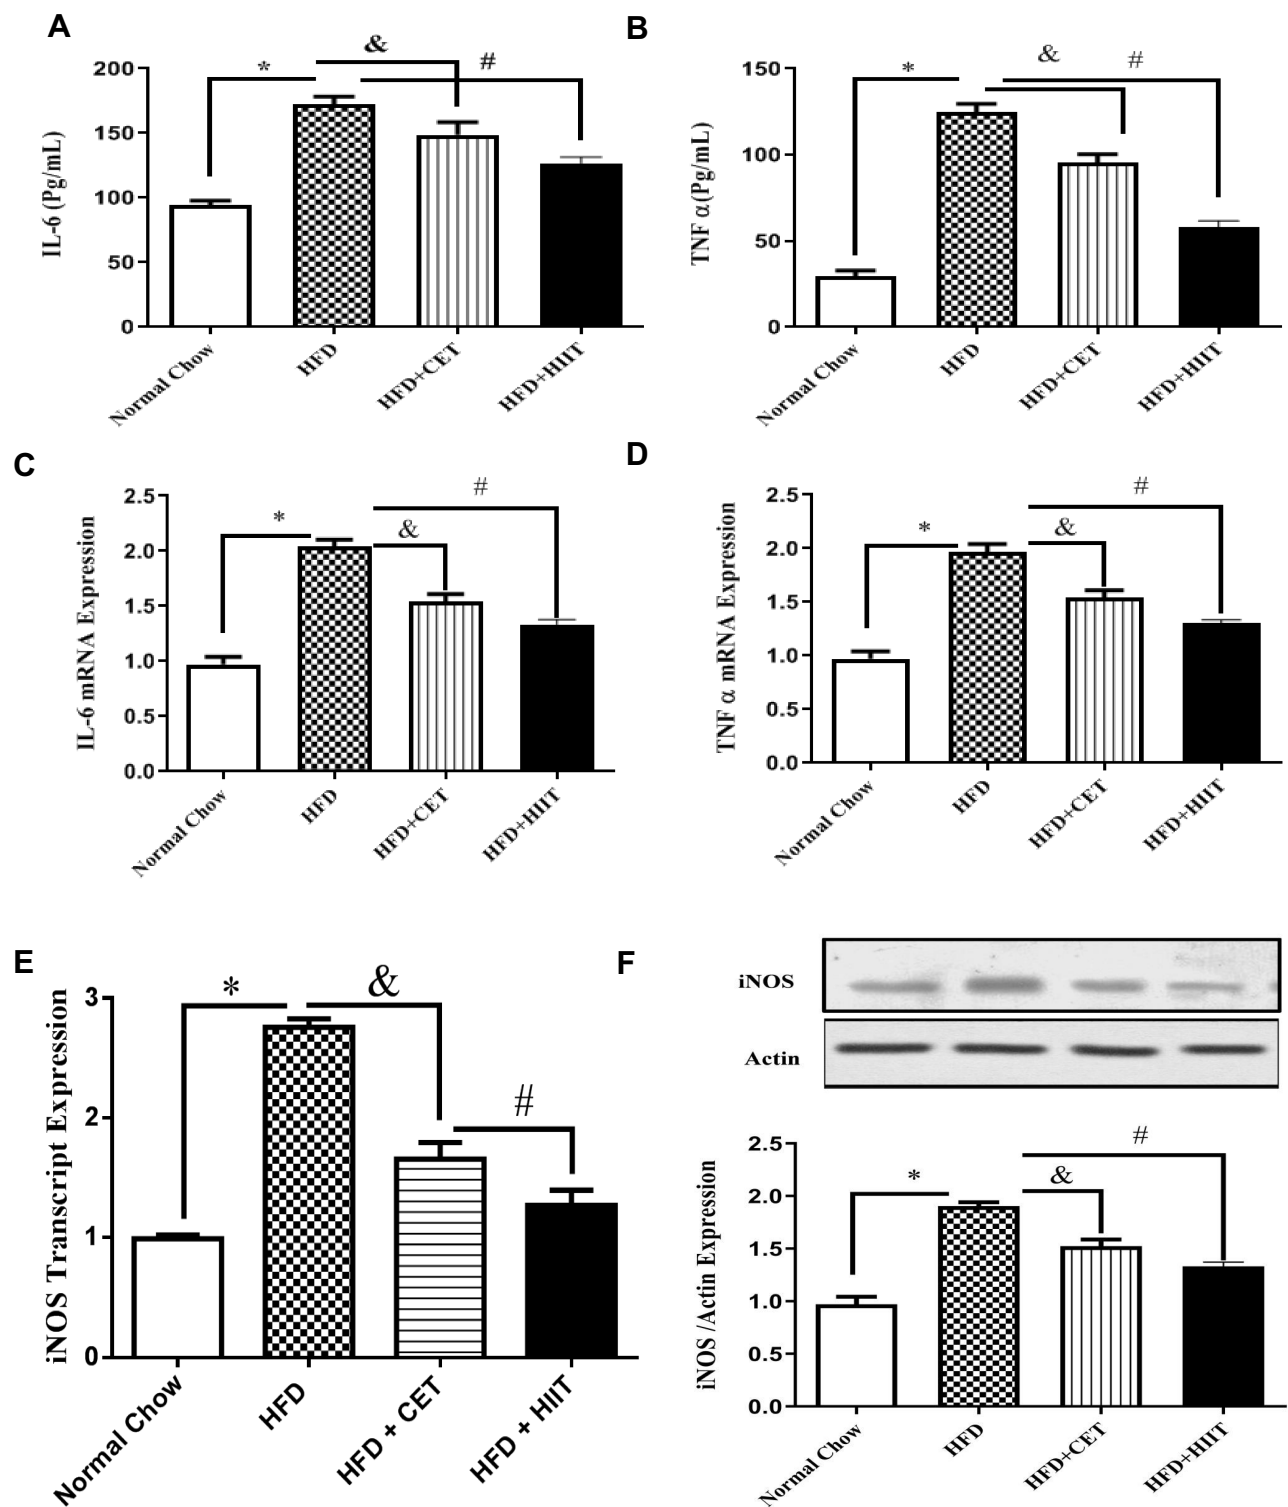 A
IL-6 (Pg/mL)
200
150
100
50
0
*
&
#
Normal Chow
HFD
HFD+CET
HFD+HIIT
B
TNF α(Pg/mL)
150
100
50
0
*
&
#
Normal Chow
HFD
HFD+CET
HFD+HIIT
C
IL-6 mRNA Expression
2.5
2.0
1.5
1.0
0.5
0.0
*
&
#
Normal Chow
HFD
HFD+CET
HFD+HIIT
D
TNF α mRNA Expression
2.5
2.0
1.5
1.0
0.5
0.0
*
&
#
Normal Chow
HFD
HFD+CET
HFD+HIIT
E
iNOS Transcript Expression
3
2
1
0
*
&
#
Normal Chow
HFD
HFD + CET
HFD + HIIT
F
iNOS
Actin
iNOS /Actin Expression
2.5
2.0
1.5
1.0
0.5
0.0
*
&
#
Normal Chow
HFD
HFD+CET
HFD+HIIT